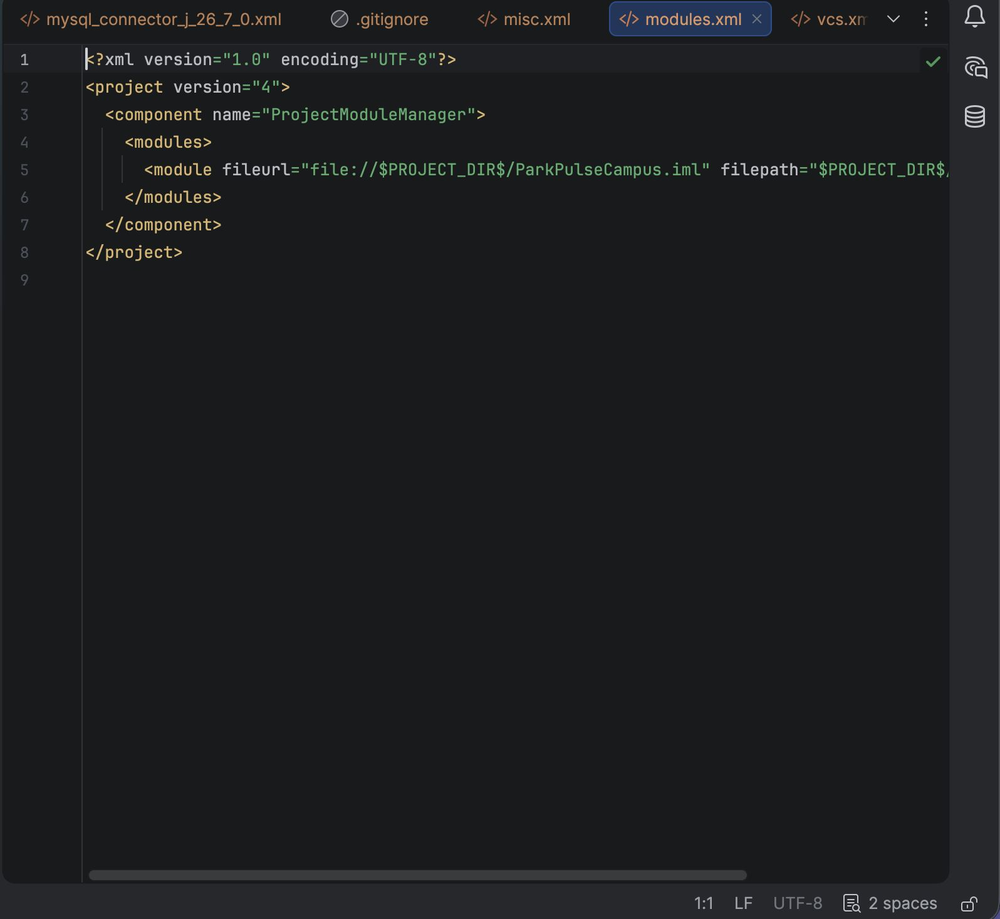 </> mysql_connector_j_26_7_0.xml .gitignore </> misc.xml </> modules.xml </> vcs.xm
1 <?xml version="1.0" encoding="UTF-8"?>
2 <project version="4">
3 <component name="ProjectModuleManager">
4 <modules>
5 <module fileurl="file://$PROJECT_DIR$/ParkPulseCampus.iml" filepath="$PROJECT_DIR$/
6 </modules>
7 </component>
8 </project>
9
1:1 LF UTF-8 2 spaces